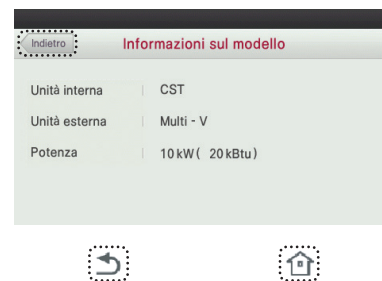 Indietro Informazioni sul modello
Unità interna CST
Unità esterna Multi - V
Potenza 10 kW ( 20 kBtu )